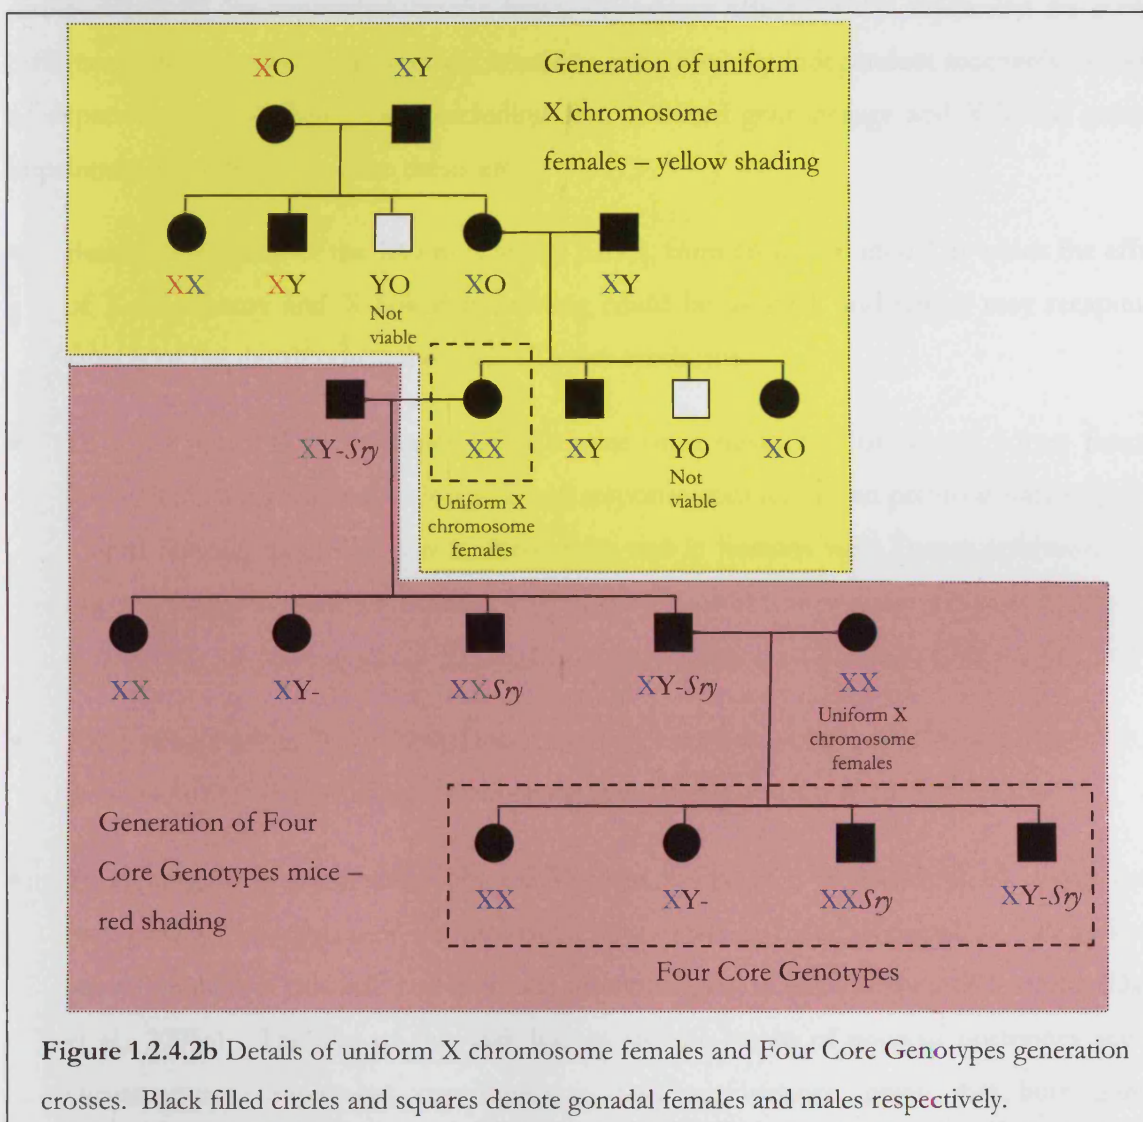 XO XY
Generation of uniform
X chromosome
females – yellow shading
XX XY YO XO XY
Not
viable
XY-Sry XX XY YO XO
Not
viable
Uniform X
chromosome
females
XX XY- XXSry XY-Sry XX
Uniform X
chromosome
females
Generation of Four
Core Genotypes mice –
red shading
XX XY- XXSry XY-Sry
Four Core Genotypes
Figure 1.2.4.2b Details of uniform X chromosome females and Four Core Genotypes generation
crosses. Black filled circles and squares denote gonadal females and males respectively.